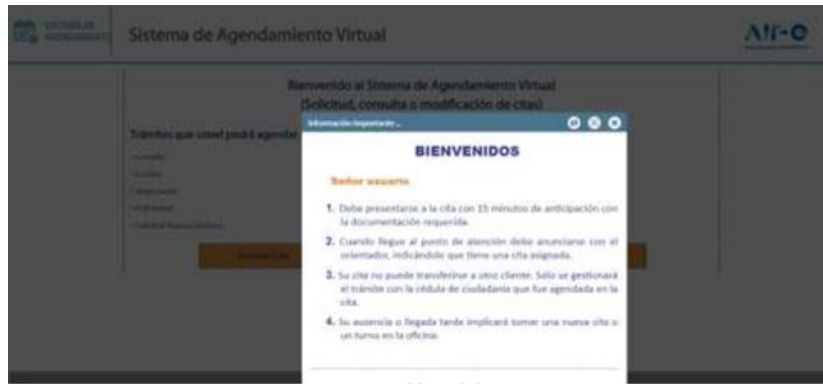 SISTEMA DE
AGENDAMIENTO
Sistema de Agendamiento Virtual
Air-e
Bienvenido al Sistema de Agendamiento Virtual
(Solicitud, consulta o modificación de citas)
Trámites que usted podrá agendar
Información Importante ...
BIENVENIDOS
Señor usuario
1. Debe presentarse a la cita con 15 minutos de anticipación con
la documentación requerida.
2. Cuando llegue al punto de atención debe anunciarse con el
orientador, indicándole que tiene una cita asignada.
3. Su cita no puede transferirse a otro cliente. Sólo se gestionará
el trámite con la cédula de ciudadanía que fue agendada en la
cita.
4. Su ausencia o llegada tarde implicará tomar una nueva cita o
un turno en la oficina.